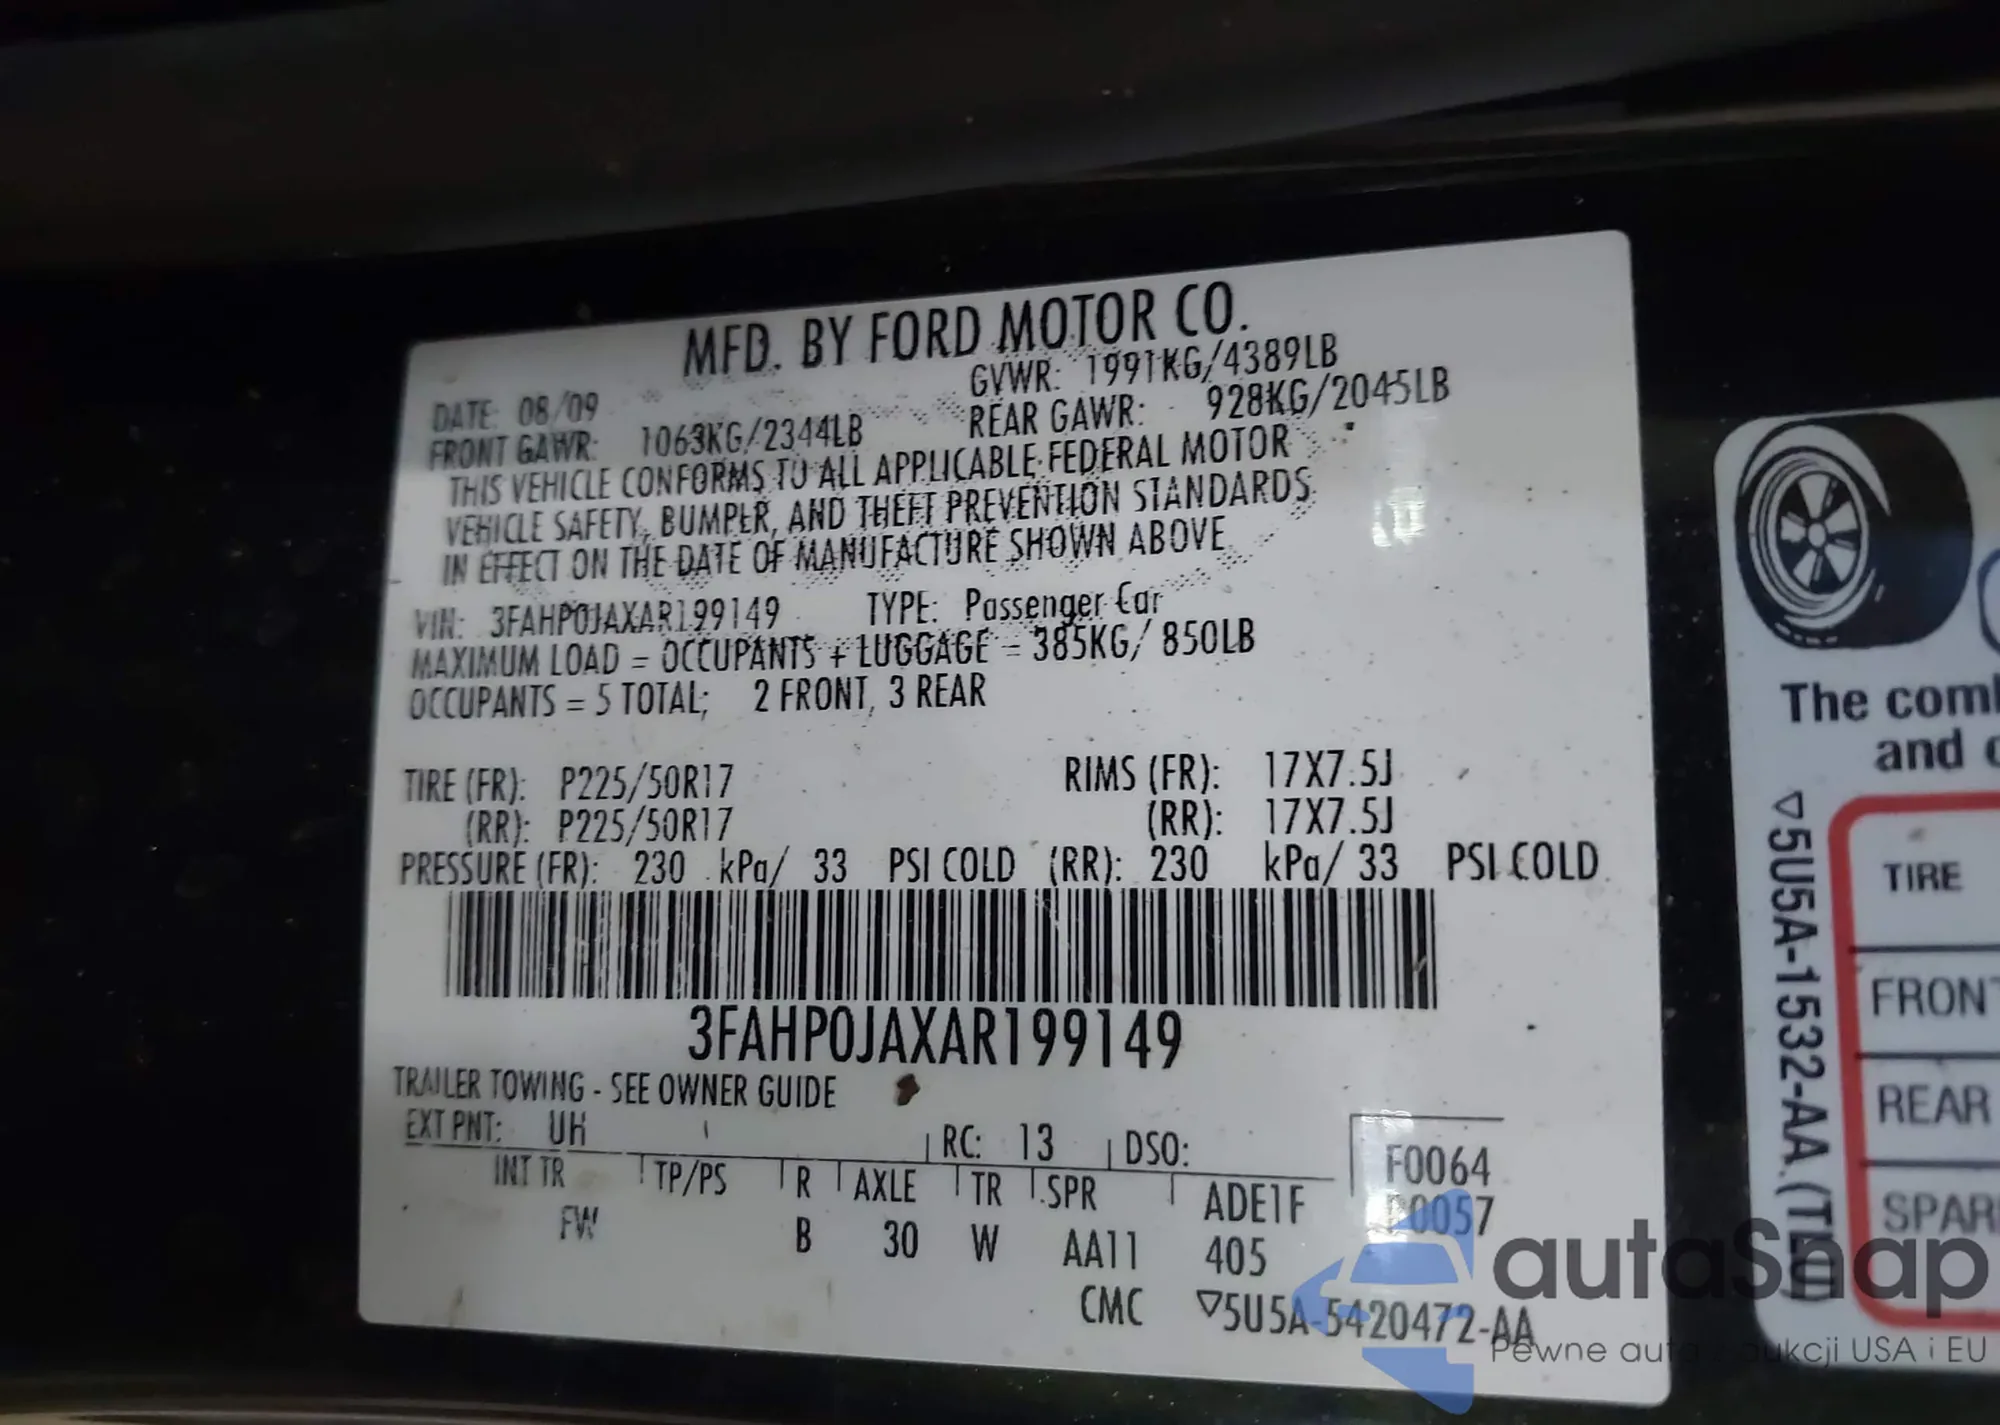 MFD. BY FORD MOTOR CO.
DATE: 08/09 GVWR: 1991KG/4389LB
FRONT GAWR: 1063KG/2344LB REAR GAWR: 928KG/2045LB
THIS VEHICLE CONFORMS TO ALL APPLICABLE FEDERAL MOTOR
VEHICLE SAFETY, BUMPER, AND THEFT PREVENTION STANDARDS
IN EFFECT ON THE DATE OF MANUFACTURE SHOWN ABOVE
VIN: 3FAHP0JAXAR199149 TYPE: Passenger Car
MAXIMUM LOAD = OCCUPANTS + LUGGAGE = 385KG/ 850LB
OCCUPANTS = 5 TOTAL; 2 FRONT, 3 REAR
TIRE (FR): P225/50R17 RIMS (FR): 17X7.5J
(RR): P225/50R17 (RR): 17X7.5J
PRESSURE (FR): 230 kPa/ 33 PSI COLD (RR): 230 kPa/ 33 PSI COLD
3FAHP0JAXAR199149
TRAILER TOWING - SEE OWNER GUIDE
EXT PNT: UH RC: 13 DSO: F0064
INT TR TP/PS R AXLE TR SPR ADE1F
FW B 30 W AA11 405
CMC ▽5U5A-5420472-AA
The
and
▽5U5A-1532-AA
TIRE
FRONT
REAR
autaSnap
Pewne auta aukcji USA i EU